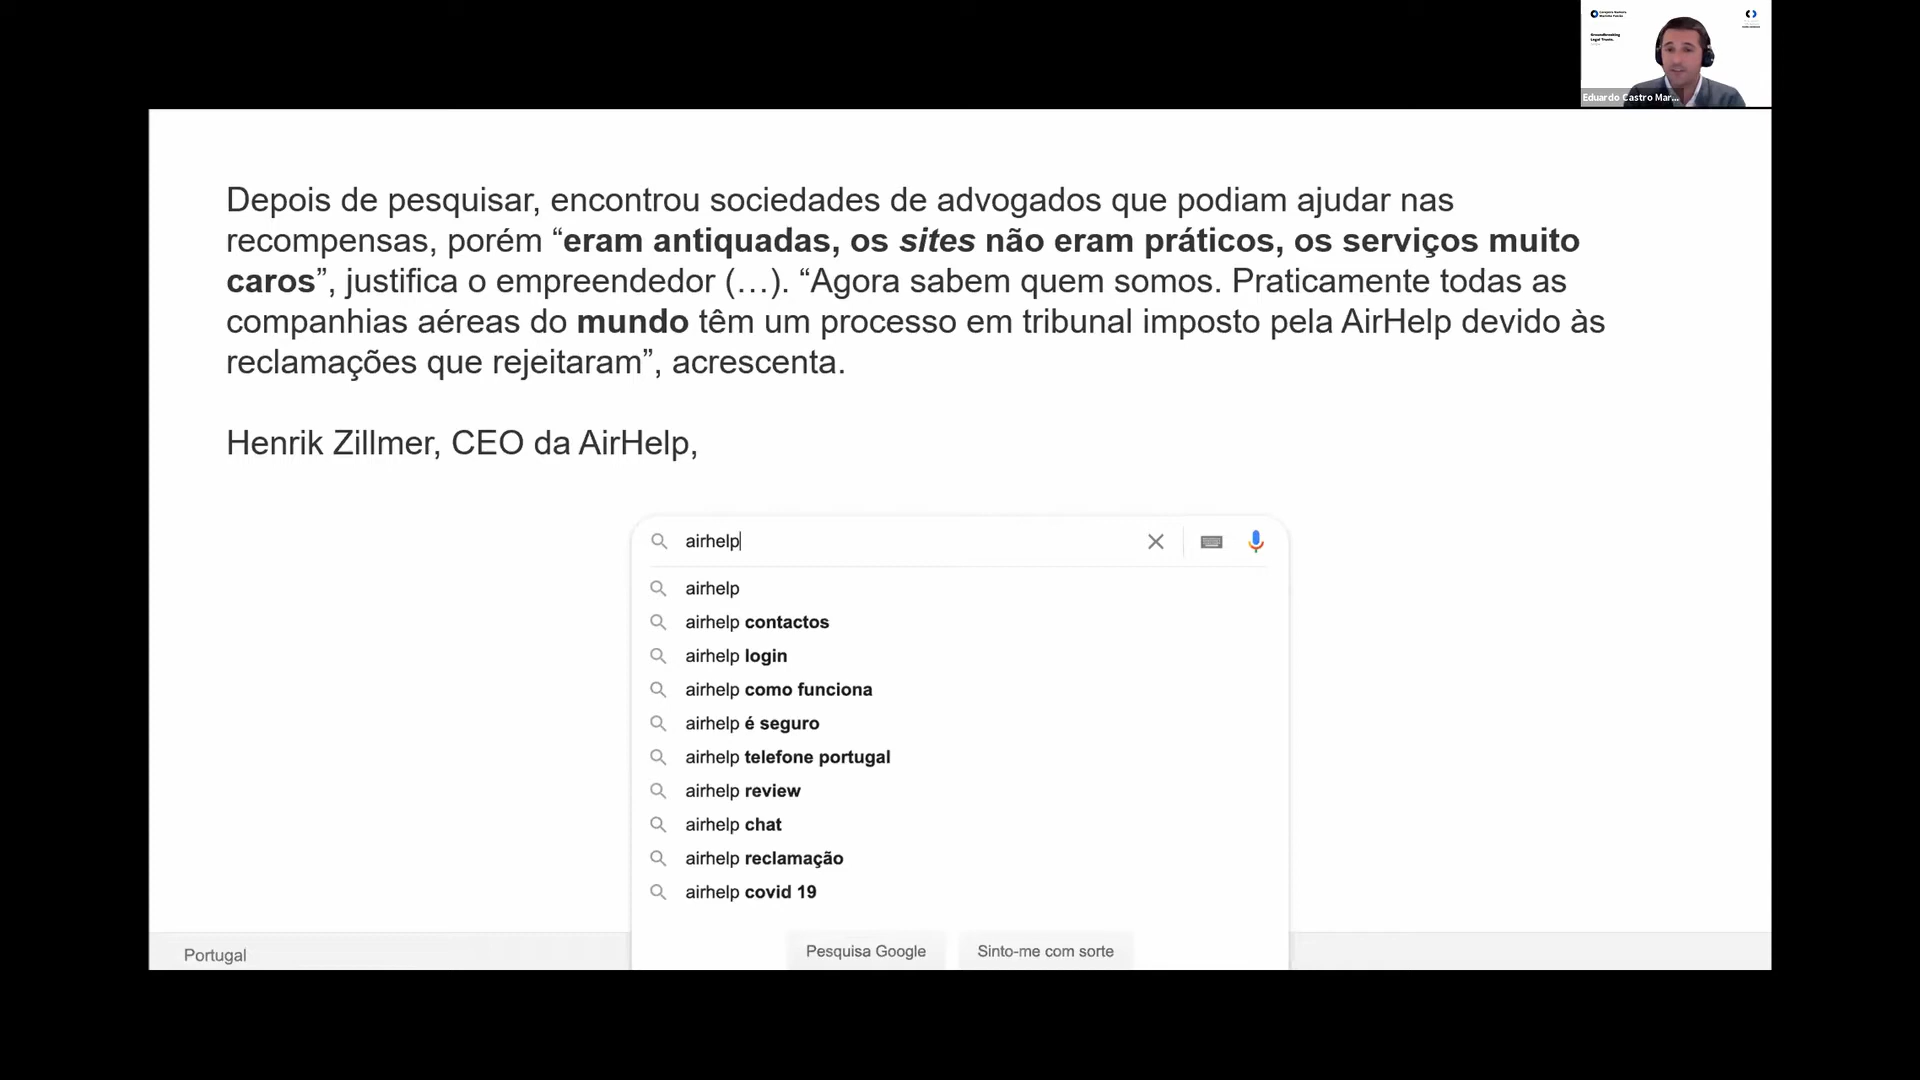 Eduardo Castro Mar...
Depois de pesquisar, encontrou sociedades de advogados que podiam ajudar nas
recompensas, porém “eram antiquadas, os sites não eram práticos, os serviços muito
caros”, justifica o empreendedor (…). “Agora sabem quem somos. Praticamente todas as
companhias aéreas do mundo têm um processo em tribunal imposto pela AirHelp devido às
reclamações que rejeitaram”, acrescenta.
Henrik Zillmer, CEO da AirHelp,
airhelp
airhelp
airhelp contactos
airhelp login
airhelp como funciona
airhelp é seguro
airhelp telefone portugal
airhelp review
airhelp chat
airhelp reclamação
airhelp covid 19
Pesquisa Google
Sinto-me com sorte
Portugal